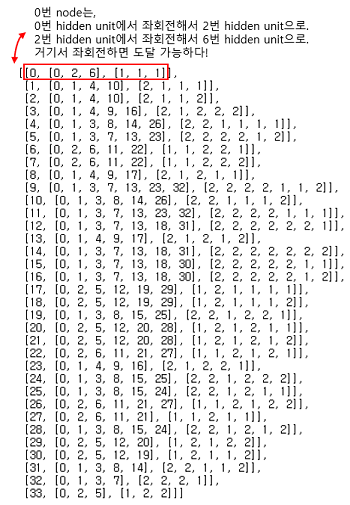 0번 node는,
0번 hidden unit에서 좌회전해서 2번 hidden unit으로.
2번 hidden unit에서 좌회전해서 6번 hidden unit으로.
거기서 좌회전하면 도달 가능하다!
[[0, [0, 2, 6], [1, 1, 1]],
[1, [0, 1, 4, 10], [2, 1, 1, 1]],
[2, [0, 1, 4, 10], [2, 1, 1, 2]],
[3, [0, 1, 4, 9, 16], [2, 1, 2, 2, 2]],
[4, [0, 1, 3, 8, 14, 26], [2, 2, 1, 1, 1, 1]],
[5, [0, 1, 3, 7, 13, 23], [2, 2, 2, 2, 1, 2]],
[6, [0, 2, 6, 11, 22], [1, 1, 2, 2, 1]],
[7, [0, 2, 6, 11, 22], [1, 1, 2, 2, 2]],
[8, [0, 1, 4, 9, 17], [2, 1, 2, 1, 1]],
[9, [0, 1, 3, 7, 13, 23, 32], [2, 2, 2, 2, 1, 1, 2]],
[10, [0, 1, 3, 8, 14, 26], [2, 2, 1, 1, 1, 2]],
[11, [0, 1, 3, 7, 13, 23, 32], [2, 2, 2, 2, 1, 1, 1]],
[12, [0, 1, 3, 7, 13, 18, 31], [2, 2, 2, 2, 2, 2, 1]],
[13, [0, 1, 4, 9, 17], [2, 1, 2, 1, 2]],
[14, [0, 1, 3, 7, 13, 18, 31], [2, 2, 2, 2, 2, 2, 2]],
[15, [0, 1, 3, 7, 13, 18, 30], [2, 2, 2, 2, 2, 1, 1]],
[16, [0, 1, 3, 7, 13, 18, 30], [2, 2, 2, 2, 2, 1, 2]],
[17, [0, 2, 5, 12, 19, 29], [1, 2, 1, 1, 1, 1]],
[18, [0, 2, 5, 12, 19, 29], [1, 2, 1, 1, 1, 2]],
[19, [0, 1, 3, 8, 15, 25], [2, 2, 1, 2, 2, 1]],
[20, [0, 2, 5, 12, 20, 28], [1, 2, 1, 2, 1, 1]],
[21, [0, 2, 5, 12, 20, 28], [1, 2, 1, 2, 1, 2]],
[22, [0, 2, 6, 11, 21, 27], [1, 1, 2, 1, 2, 1]],
[23, [0, 1, 4, 9, 16], [2, 1, 2, 2, 1]],
[24, [0, 1, 3, 8, 15, 25], [2, 2, 1, 2, 2, 2]],
[25, [0, 1, 3, 8, 15, 24], [2, 2, 1, 2, 1, 1]],
[26, [0, 2, 6, 11, 21, 27], [1, 1, 2, 1, 2, 2]],
[27, [0, 2, 6, 11, 21], [1, 1, 2, 1, 1]],
[28, [0, 1, 3, 8, 15, 24], [2, 2, 1, 2, 1, 2]],
[29, [0, 2, 5, 12, 20], [1, 2, 1, 2, 2]],
[30, [0, 2, 5, 12, 19], [1, 2, 1, 1, 2]],
[31, [0, 1, 3, 8, 14], [2, 2, 1, 1, 2]],
[32, [0, 1, 3, 7], [2, 2, 2, 1]],
[33, [0, 2, 5], [1, 2, 2]]]